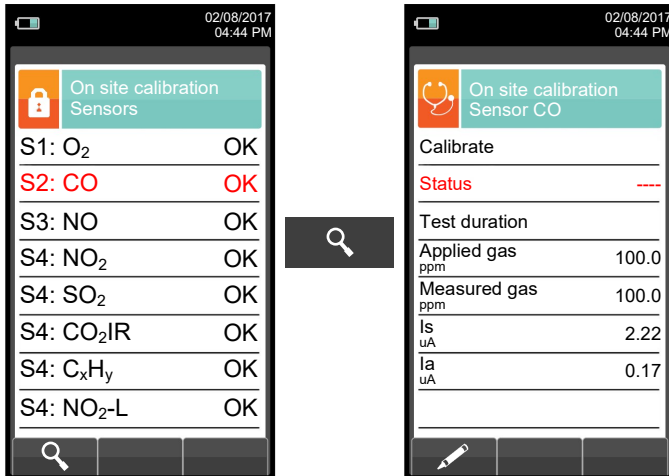 02/08/2017
04:44 PM
On site calibration
Sensors
S1: O₂ OK
S2: CO OK
S3: NO OK
S4: NO₂ OK
S4: SO₂ OK
S4: CO₂IR OK
S4: CₓHᵧ OK
S4: NO₂-L OK
02/08/2017
04:44 PM
On site calibration
Sensor CO
Calibrate
Status ----
Test duration
Applied gas 100.0
ppm
Measured gas 100.0
ppm
Is 2.22
uA
Ia 0.17
uA